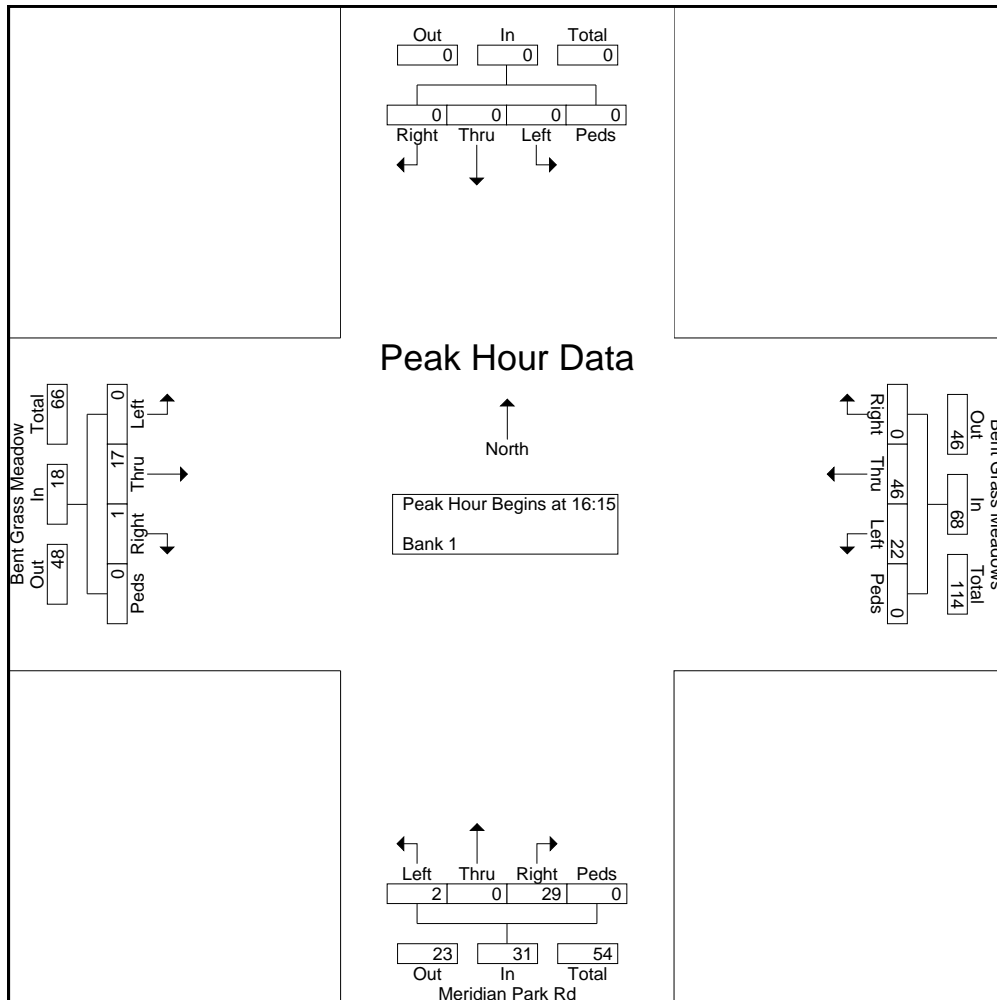 Out In Total
0 0 0
0 0 0 0
Right Thru Left Peds
Peak Hour Data
North
Peak Hour Begins at 16:15
Bank 1
Bent Grass Meadow
Out In Total
48 18 66
0 17 1 0
Left Thru Right Peds
Bent Grass Meadows
Out In Total
46 68 114
0 46 22 0
Right Thru Left Peds
Left Thru Right Peds
2 0 29 0
23 31 54
Out In Total
Meridian Park Rd